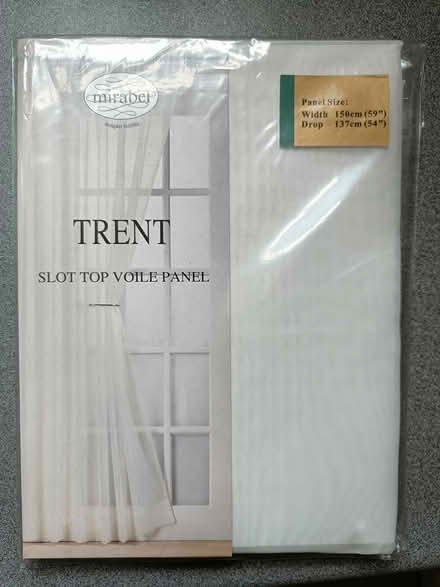 mirabel
Panel Size:
Width 150cm (59")
Drop 137cm (54")
TRENT
SLOT TOP VOILE PANEL